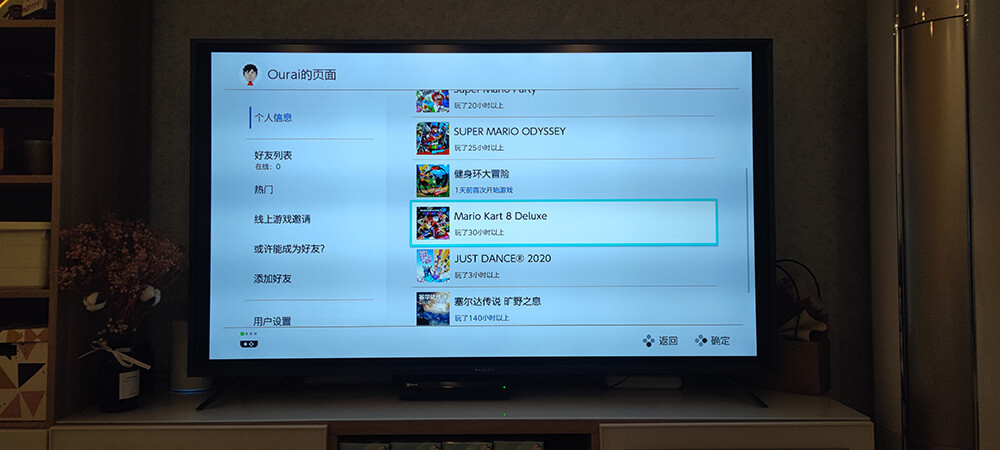 Ourai的页面
个人信息
好友列表
在线：0
热门
线上游戏邀请
或许能成为好友?
添加好友
用户设置
Super Mario Party
玩了20小时以上
SUPER MARIO ODYSSEY
玩了25小时以上
健身环大冒险
1天前首次开始游戏
Mario Kart 8 Deluxe
玩了30小时以上
JUST DANCE® 2020
玩了3小时以上
塞尔达传说 旷野之息
玩了140小时以上
返回
确定